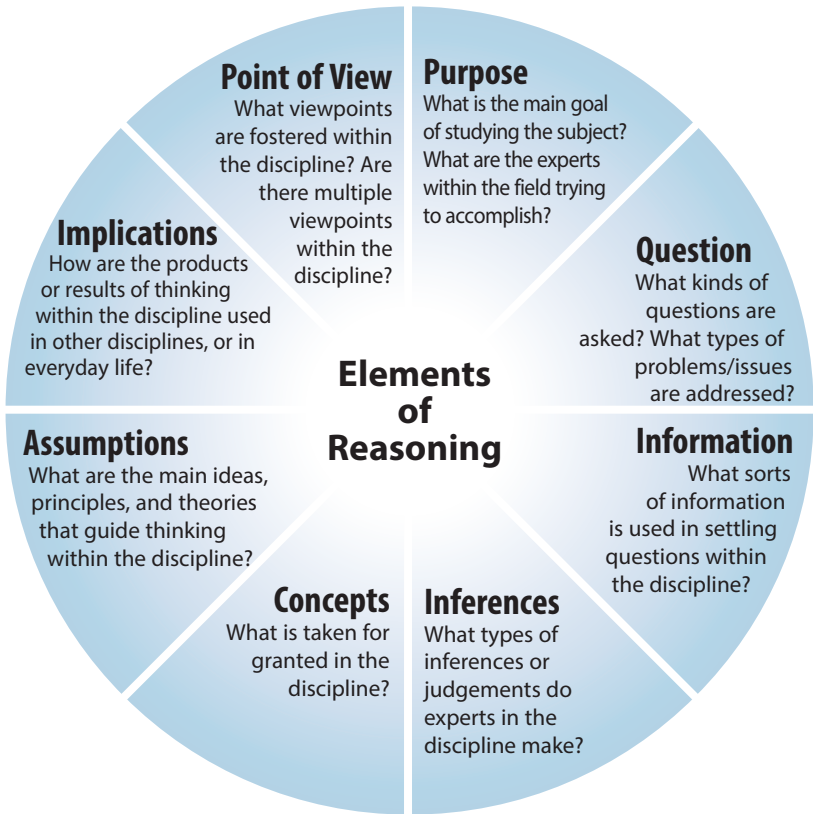 Point of View
What viewpoints
are fostered within
the discipline? Are
there multiple
viewpoints
within the
discipline?
Purpose
What is the main goal
of studying the subject?
What are the experts
within the field trying
to accomplish?
Question
What kinds of
questions are
asked? What types of
problems/issues
are addressed?
Information
What sorts
of information
is used in settling
questions within
the discipline?
Inferences
What types of
inferences or
judgements do
experts in the
discipline make?
Concepts
What is taken for
granted in the
discipline?
Assumptions
What are the main ideas,
principles, and theories
that guide thinking
within the discipline?
Implications
How are the products
or results of thinking
within the discipline used
in other disciplines, or in
everyday life?
Elements
of
Reasoning